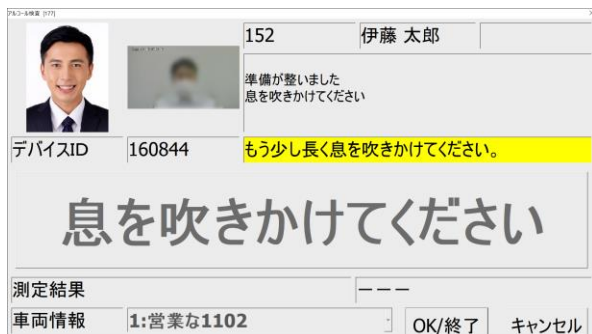 アルコール検査 [177]
152 伊藤 太郎
準備が整いました
息を吹きかけてください
デバイスID 160844 もう少し長く息を吹きかけてください。
息を吹きかけてください
測定結果 ーーー
車両情報 1:営業な1102 OK/終了 キャンセル